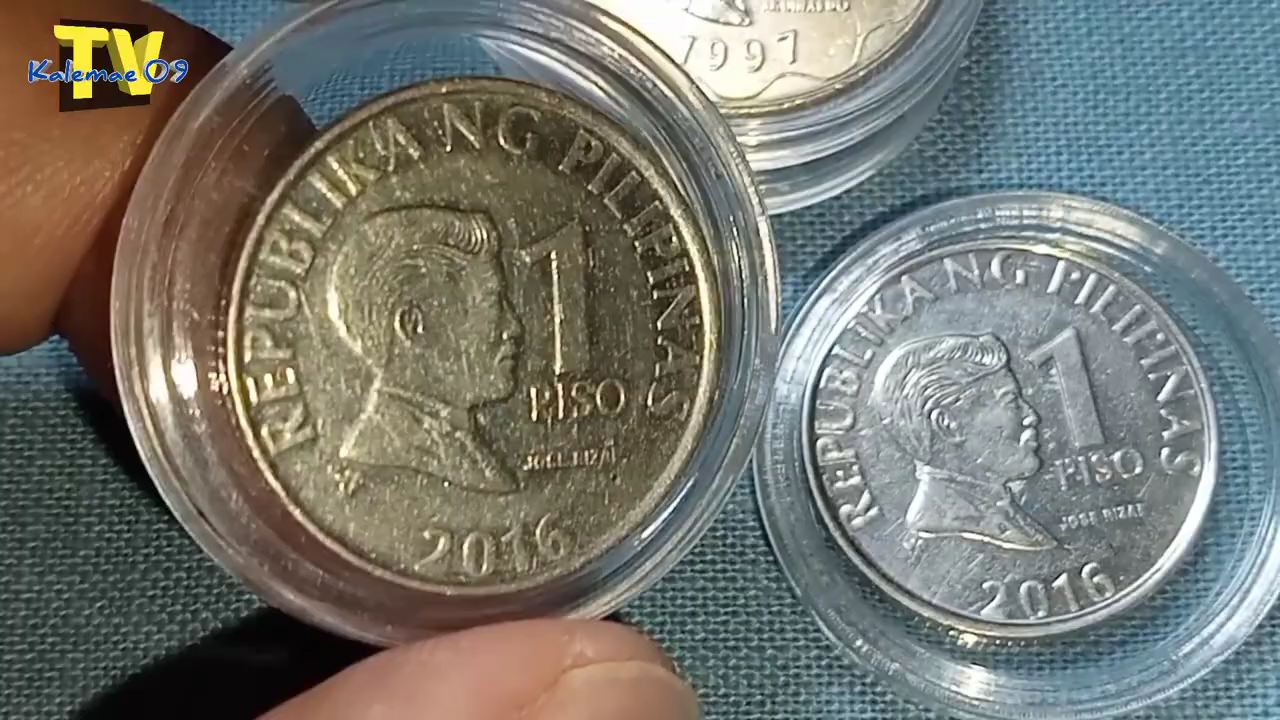 TV
Kalemae 09
1997
REPUBLIKA NG PILIPINAS
1
PISO
JOSE RIZAL
2016
REPUBLIKA NG PILIPINAS
1
PISO
JOSE RIZAL
2016